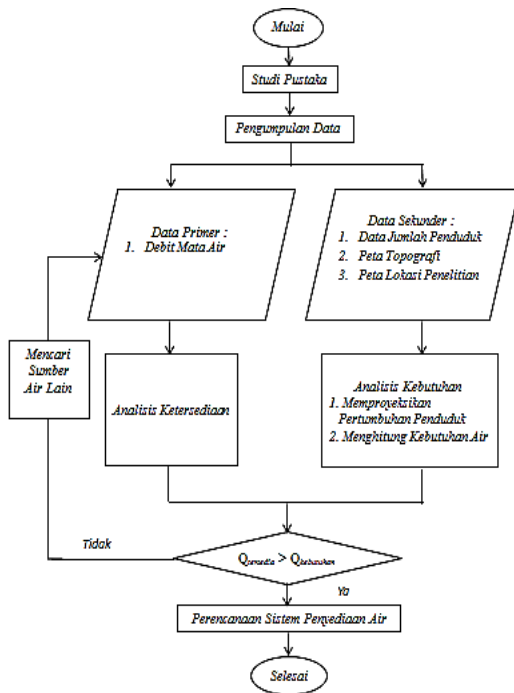 Mulai
Studi Pustaka
Pengumpulan Data
Data Primer :
1. Debit Mata Air
Data Sekunder :
1. Data Jumlah Penduduk
2. Peta Topografi
3. Peta Lokasi Penelitian
Mencari
Sumber
Air Lain
Analisis Ketersediaan
Analisis Kebutuhan
1. Memproyeksikan
Pertumbuhan Penduduk
2. Menghitung Kebutuhan Air
Tidak
Qtersedia > Qkebutuhan
Ya
Perencanaan Sistem Penyediaan Air
Selesai